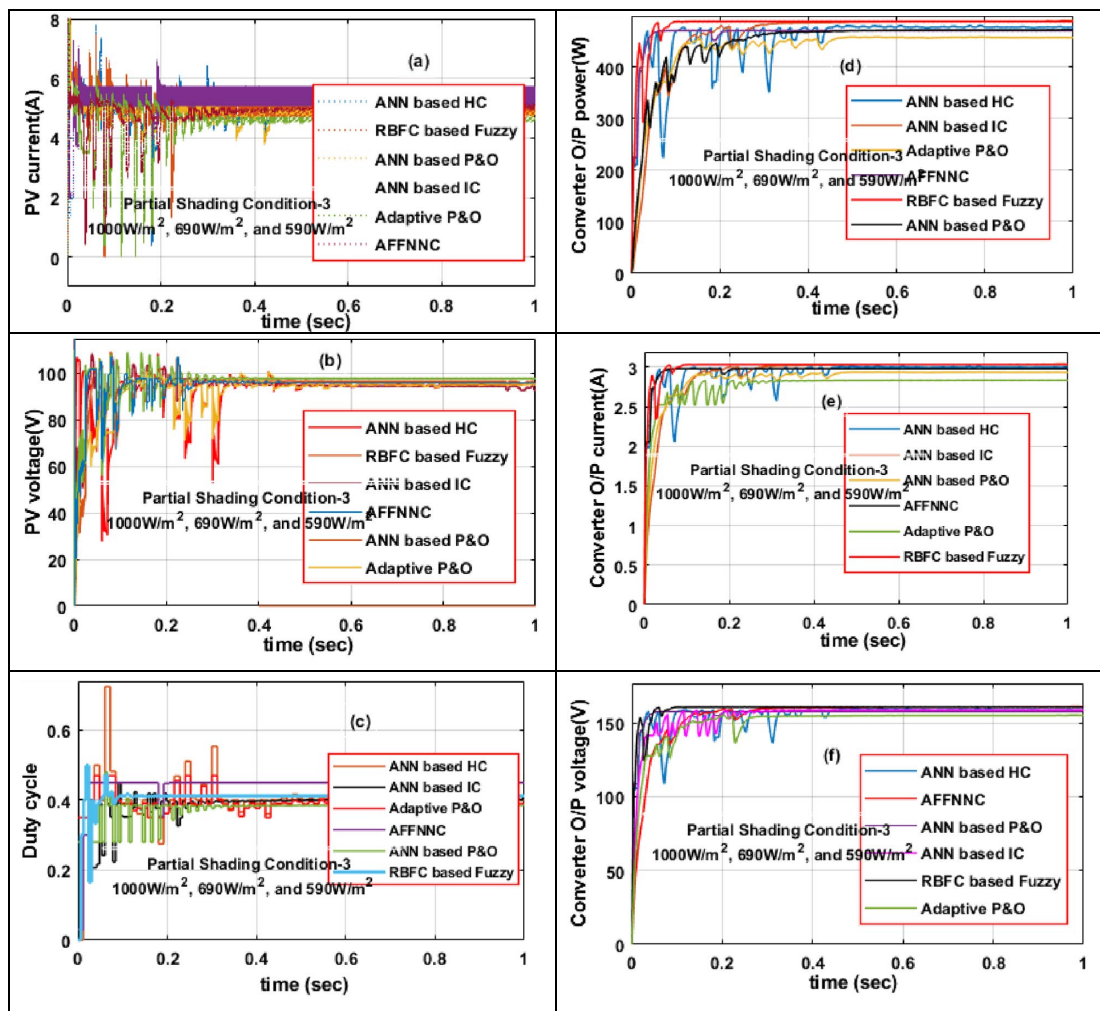 (a)
PV current(A)
8
6
4
2
0
ANN based HC
RBFC based Fuzzy
ANN based P&O
ANN based IC
Adaptive P&O
AFFNNC
Partial Shading Condition-3
1000W/m², 690W/m², and 590W/m²
0 0.2 0.4 0.6 0.8 1
time (sec)
(d)
Converter O/P power(W)
400
300
200
100
0
ANN based HC
ANN based IC
Adaptive P&O
AFFNNC
RBFC based Fuzzy
ANN based P&O
Partial Shading Condition-3
1000W/m², 690W/m², and 590W/m²
0 0.2 0.4 0.6 0.8 1
time (sec)
(b)
PV voltage(V)
100
80
60
40
20
0
ANN based HC
RBFC based Fuzzy
ANN based IC
AFFNNC
ANN based P&O
Adaptive P&O
Partial Shading Condition-3
1000W/m², 690W/m², and 590W/m²
0 0.2 0.4 0.6 0.8 1
time (sec)
(e)
Converter O/P current(A)
3
2.5
2
1.5
1
0.5
0
ANN based HC
ANN based IC
ANN based P&O
AFFNNC
Adaptive P&O
RBFC based Fuzzy
Partial Shading Condition-3
1000W/m², 690W/m², and 590W/m²
0 0.2 0.4 0.6 0.8 1
time (sec)
(c)
Duty cycle
0.6
0.4
0.2
0
ANN based HC
ANN based IC
Adaptive P&O
AFFNNC
ANN based P&O
RBFC based Fuzzy
Partial Shading Condition-3
1000W/m², 690W/m², and 590W/m²
0 0.2 0.4 0.6 0.8 1
time (sec)
(f)
Converter O/P voltage(V)
150
100
50
0
ANN based HC
AFFNNC
ANN based P&O
ANN based IC
RBFC based Fuzzy
Adaptive P&O
Partial Shading Condition-3
1000W/m², 690W/m², and 590W/m²
0 0.2 0.4 0.6 0.8 1
time (sec)